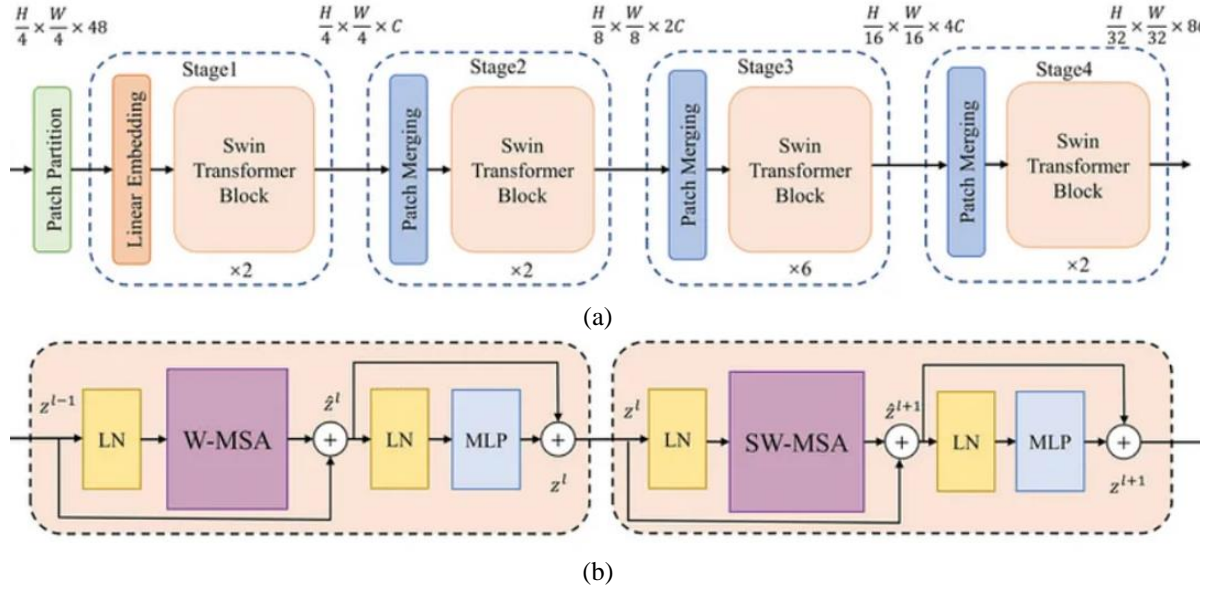 H/4 × W/4 × 48
H/4 × W/4 × C
H/8 × W/8 × 2C
H/16 × W/16 × 4C
H/32 × W/32 × 8
Stage1
Stage2
Stage3
Stage4
Patch Partition
Linear Embedding
Swin
Transformer
Block
×2
Patch Merging
Swin
Transformer
Block
×2
Patch Merging
Swin
Transformer
Block
×6
Patch Merging
Swin
Transformer
Block
×2
(a)
z^{l-1}
LN
W-MSA
ẑ^l
+
LN
MLP
+
z^l
z^l
LN
SW-MSA
ẑ^{l+1}
+
LN
MLP
+
z^{l+1}
(b)